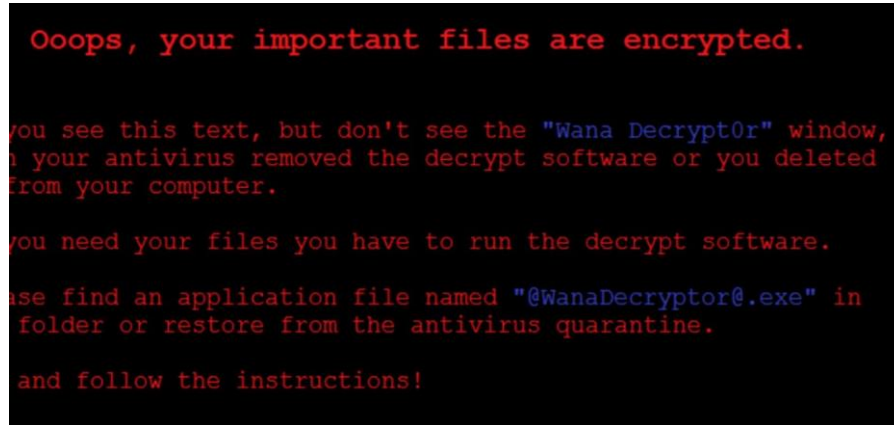 Ooops, your important files are encrypted.
you see this text, but don't see the "Wana Decrypt0r" window,
your antivirus removed the decrypt software or you deleted
from your computer.
you need your files you have to run the decrypt software.
ase find an application file named "@WanaDecryptor@.exe" in
folder or restore from the antivirus quarantine.
and follow the instructions!